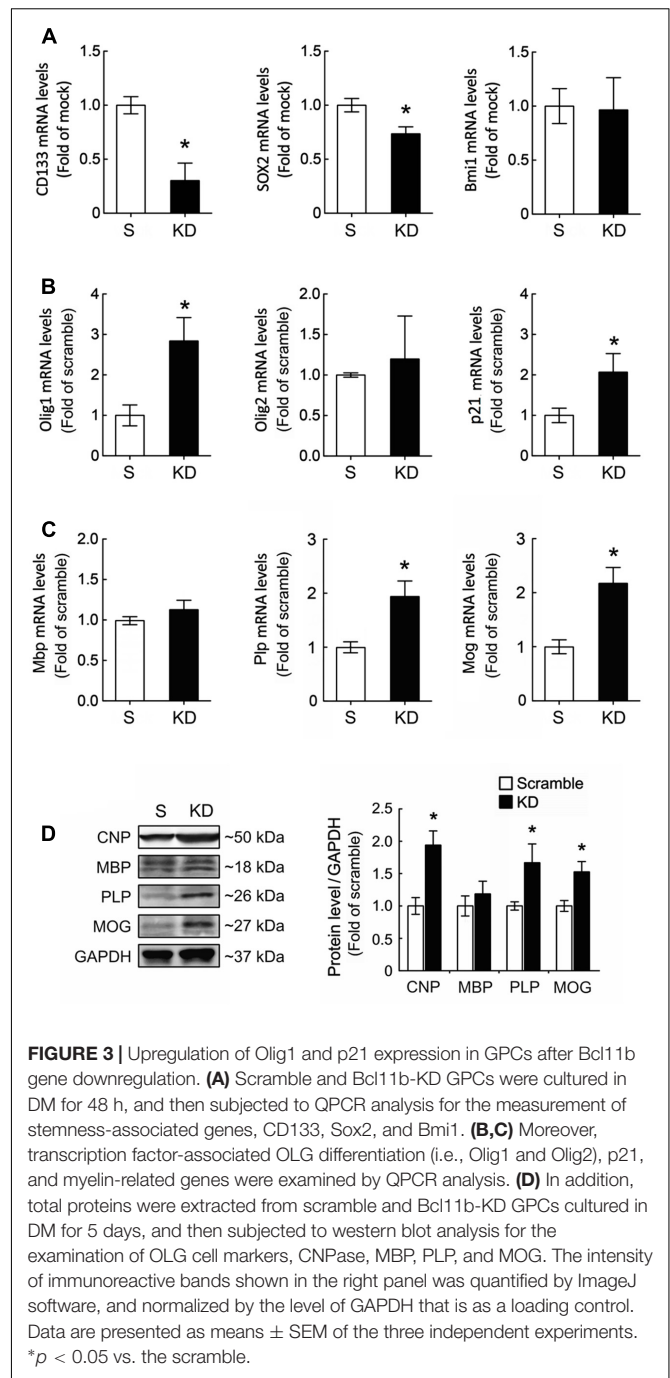 A
CD133 mRNA levels
(Fold of mock)
1.5
1.0
0.5
0
*
S KD
SOX2 mRNA levels
(Fold of mock)
1.5
1.0
0.5
0
*
S KD
Bmi1 mRNA levels
(Fold of mock)
1.5
1.0
0.5
0
S KD
B
Olig1 mRNA levels
(Fold of scramble)
4
3
2
1
0
*
S KD
Olig2 mRNA levels
(Fold of scramble)
2.0
1.5
1.0
0.5
0.0
S KD
p21 mRNA levels
(Fold of scramble)
4
3
2
1
0
*
S KD
C
Mbp mRNA levels
(Fold of scramble)
2.0
1.5
1.0
0.5
0.0
S KD
Plp mRNA levels
(Fold of scramble)
3
2
1
0
*
S KD
Mog mRNA levels
(Fold of scramble)
3
2
1
0
*
S KD
D
S KD
CNP ~50 kDa
MBP ~18 kDa
PLP ~26 kDa
MOG ~27 kDa
GAPDH ~37 kDa
Scramble
KD
Protein level/GAPDH
(Fold of scramble)
2.5
2.0
1.5
1.0
0.5
0.0
* * *
CNP MBP PLP MOG
FIGURE 3 | Upregulation of Olig1 and p21 expression in GPCs after Bcl11b
gene downregulation. (A) Scramble and Bcl11b-KD GPCs were cultured in
DM for 48 h, and then subjected to QPCR analysis for the measurement of
stemness-associated genes, CD133, Sox2, and Bmi1. (B,C) Moreover,
transcription factor-associated OLG differentiation (i.e., Olig1 and Olig2), p21,
and myelin-related genes were examined by QPCR analysis. (D) In addition,
total proteins were extracted from scramble and Bcl11b-KD GPCs cultured in
DM for 5 days, and then subjected to western blot analysis for the
examination of OLG cell markers, CNPase, MBP, PLP, and MOG. The intensity
of immunoreactive bands shown in the right panel was quantified by ImageJ
software, and normalized by the level of GAPDH that is as a loading control.
Data are presented as means ± SEM of the three independent experiments.
*p < 0.05 vs. the scramble.